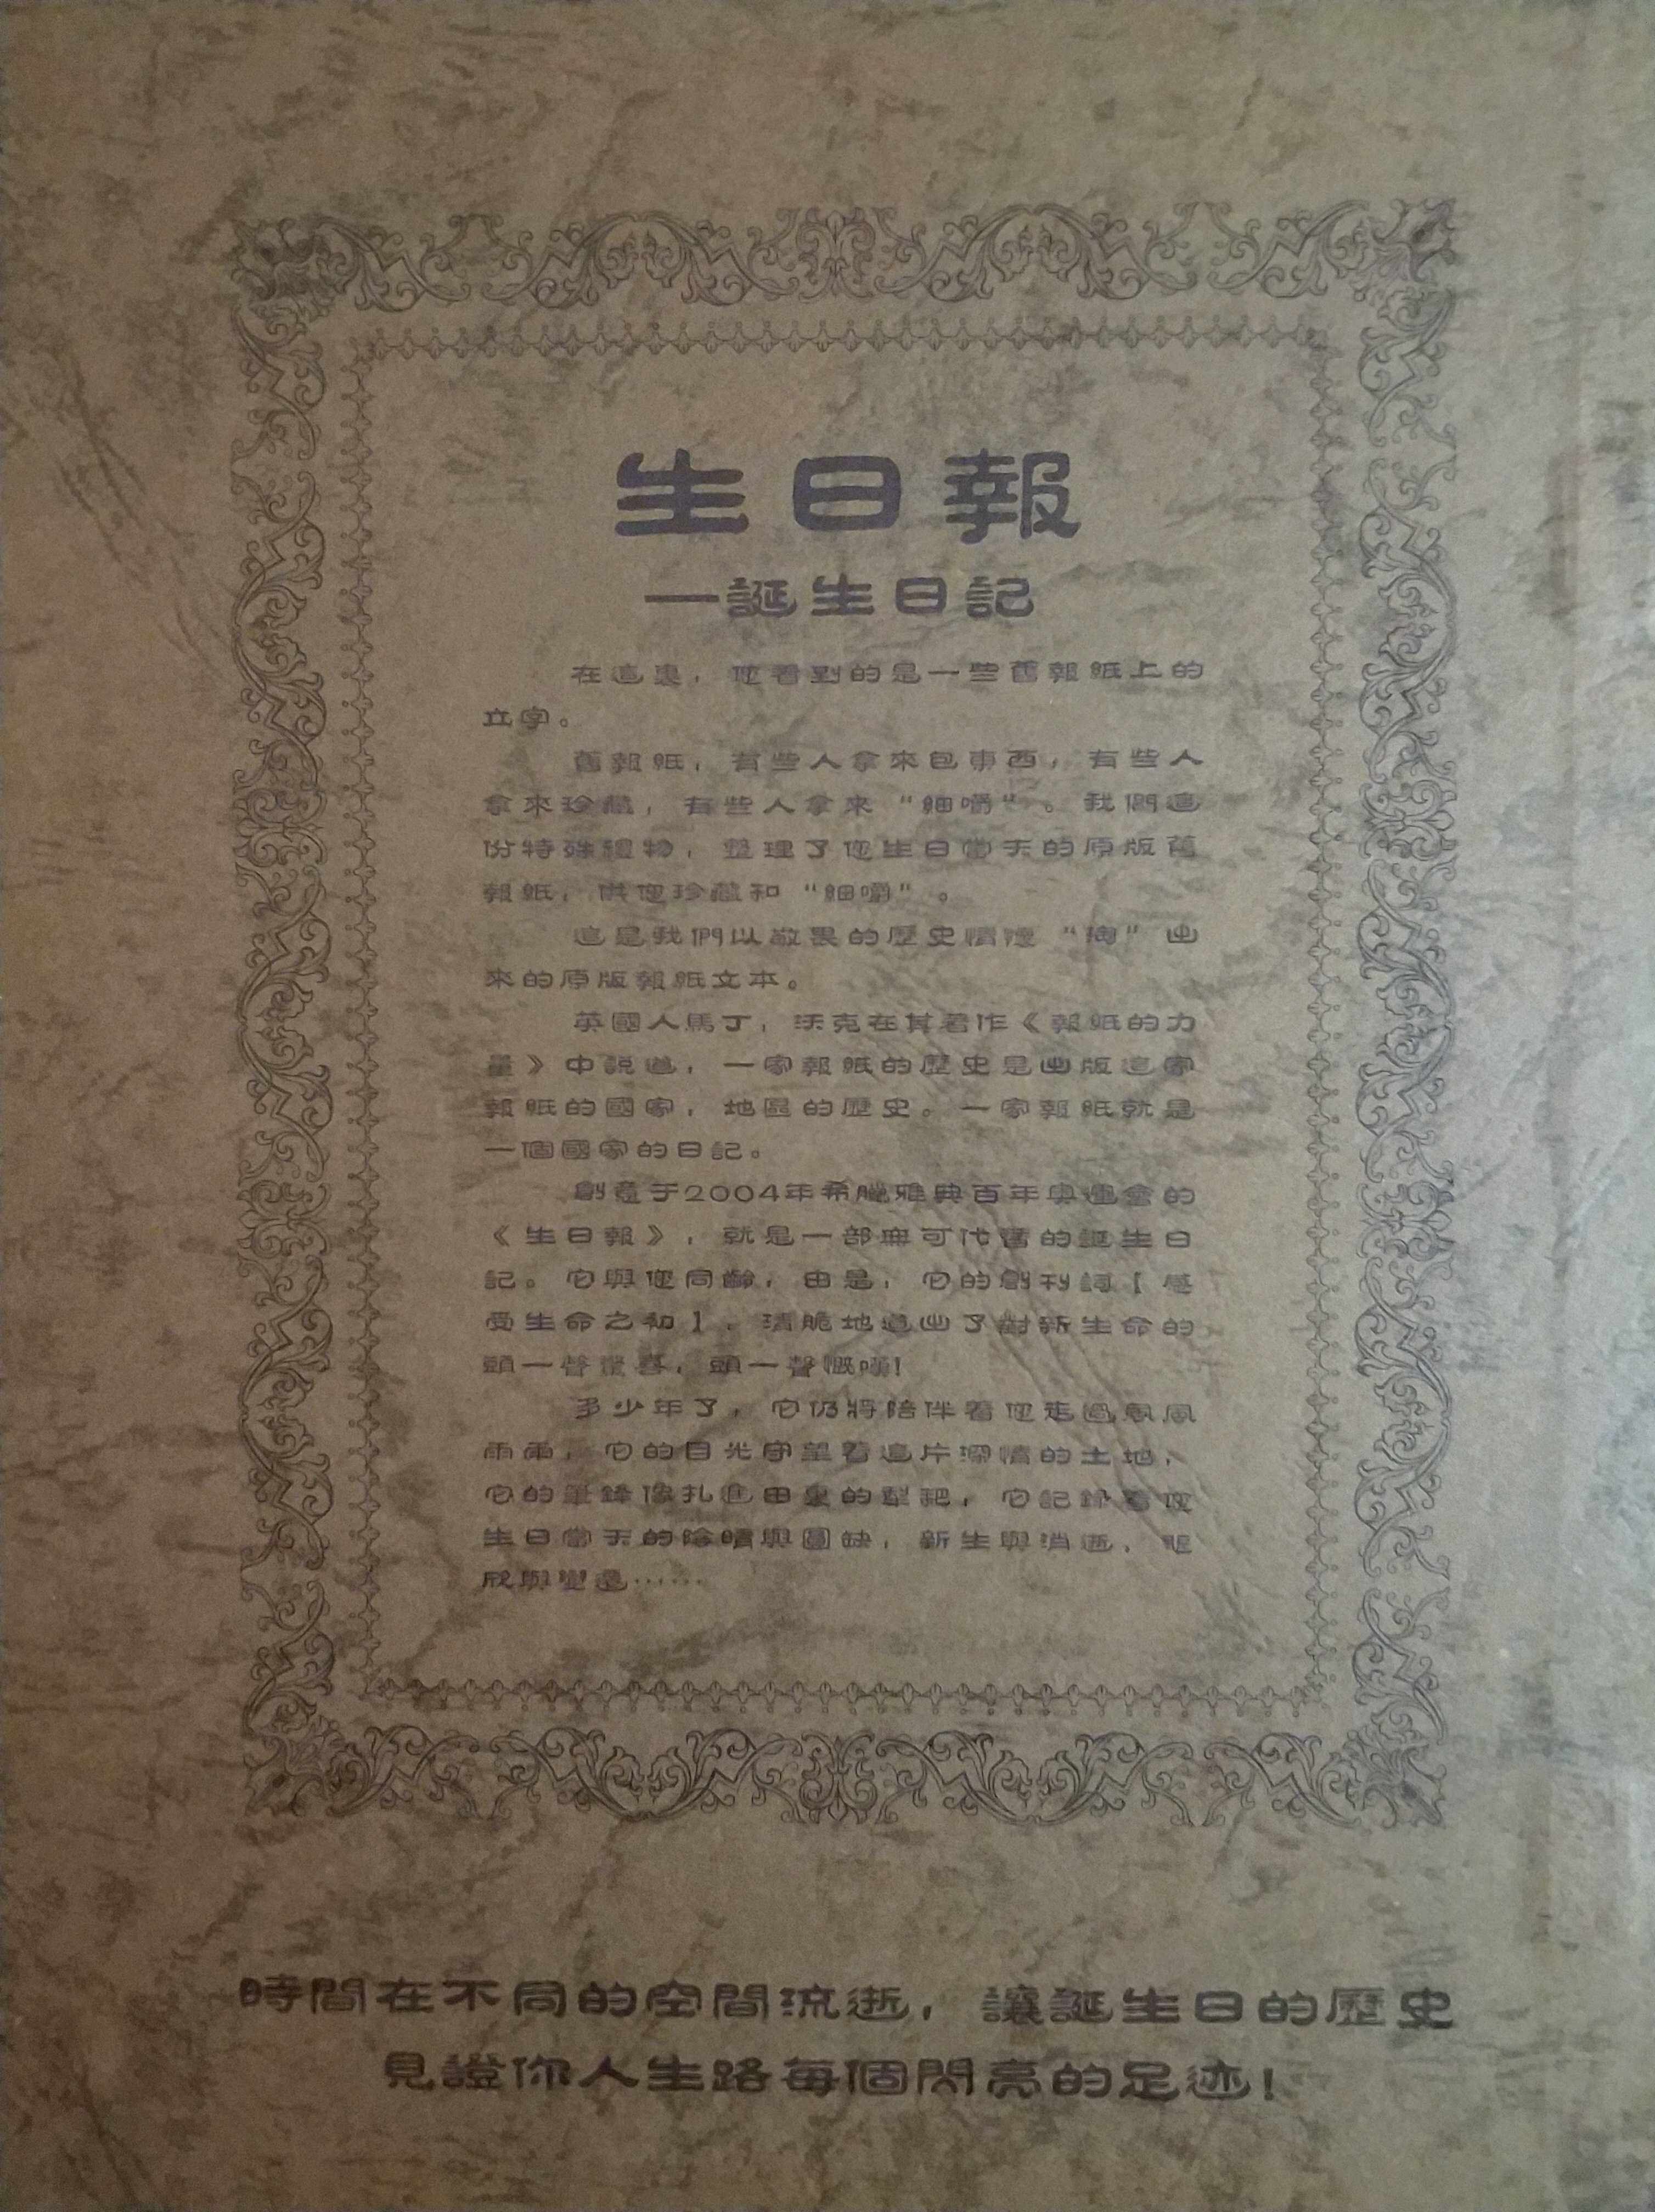 生日報
—誕生日記
在這裏，您看到的是一些舊報紙上的
文字。
舊報紙，有些人拿來包東西，有些人
拿來珍藏，有些人拿來“細嚼”。我們這
份特殊禮物，整理了您生日當天的原版舊
報紙，供您珍藏和“細嚼”。
這是我們以敬畏的歷史情懷“淘”出
來的原版報紙文本。
英國人馬丁，沃克在其著作《報紙的力
量》中説道，一家報紙的歷史是出版這家
報紙的國家，地區的歷史。一家報紙就是
一個國家的日記。
創意于2004年希臘雅典百年奧運會的
《生日報》，就是一部無可代替的誕生日
記。它與您同齡，由是，它的創刊詞【感
受生命之初】，清脆地道出了對新生命的
頭一聲驚喜，頭一聲慨嘆！
多少年了，它仍將陪伴着您走過風風
雨雨，它的目光守望着這片深情的土地，
它的筆鋒像扎進田裏的犁耙，它記錄着您
生日當天的陰晴與圓缺，新生與消逝，
與變遷……
時間在不同的空間流逝，讓誕生日的歷史
見證你人生路每個閃亮的足迹！